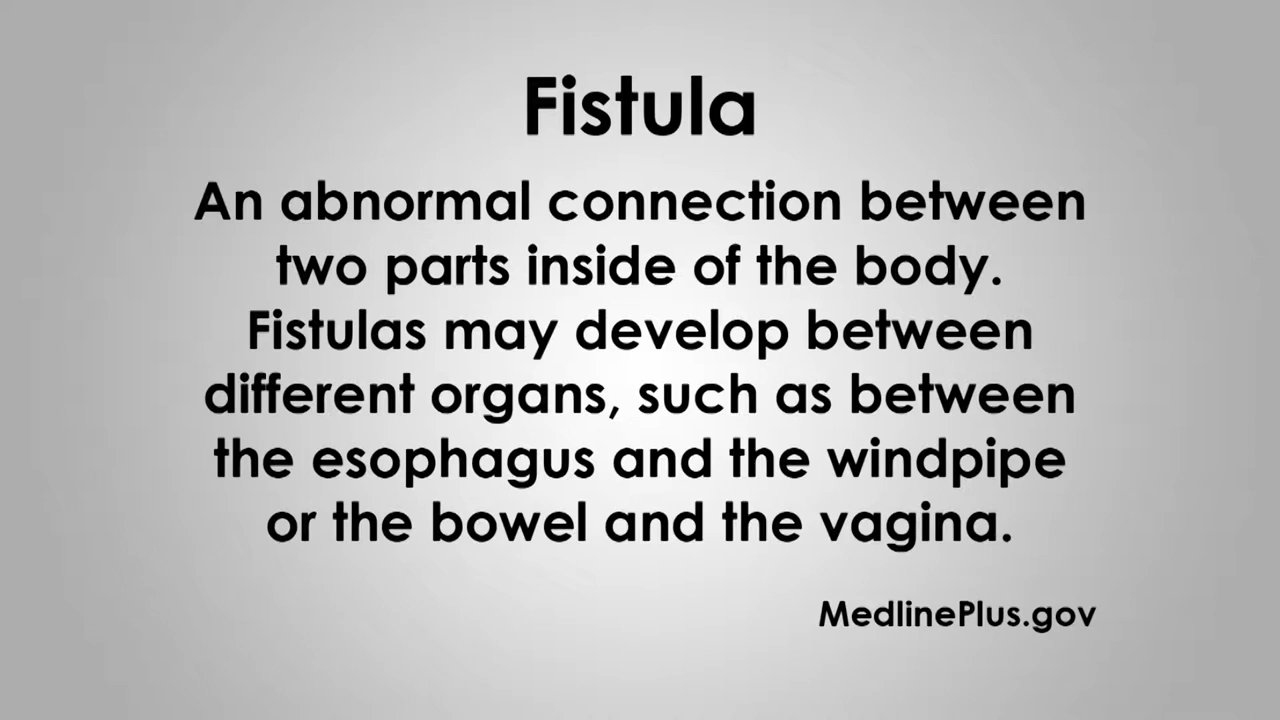 Fistula
An abnormal connection between
two parts inside of the body.
Fistulas may develop between
different organs, such as between
the esophagus and the windpipe
or the bowel and the vagina.
MedlinePlus.gov